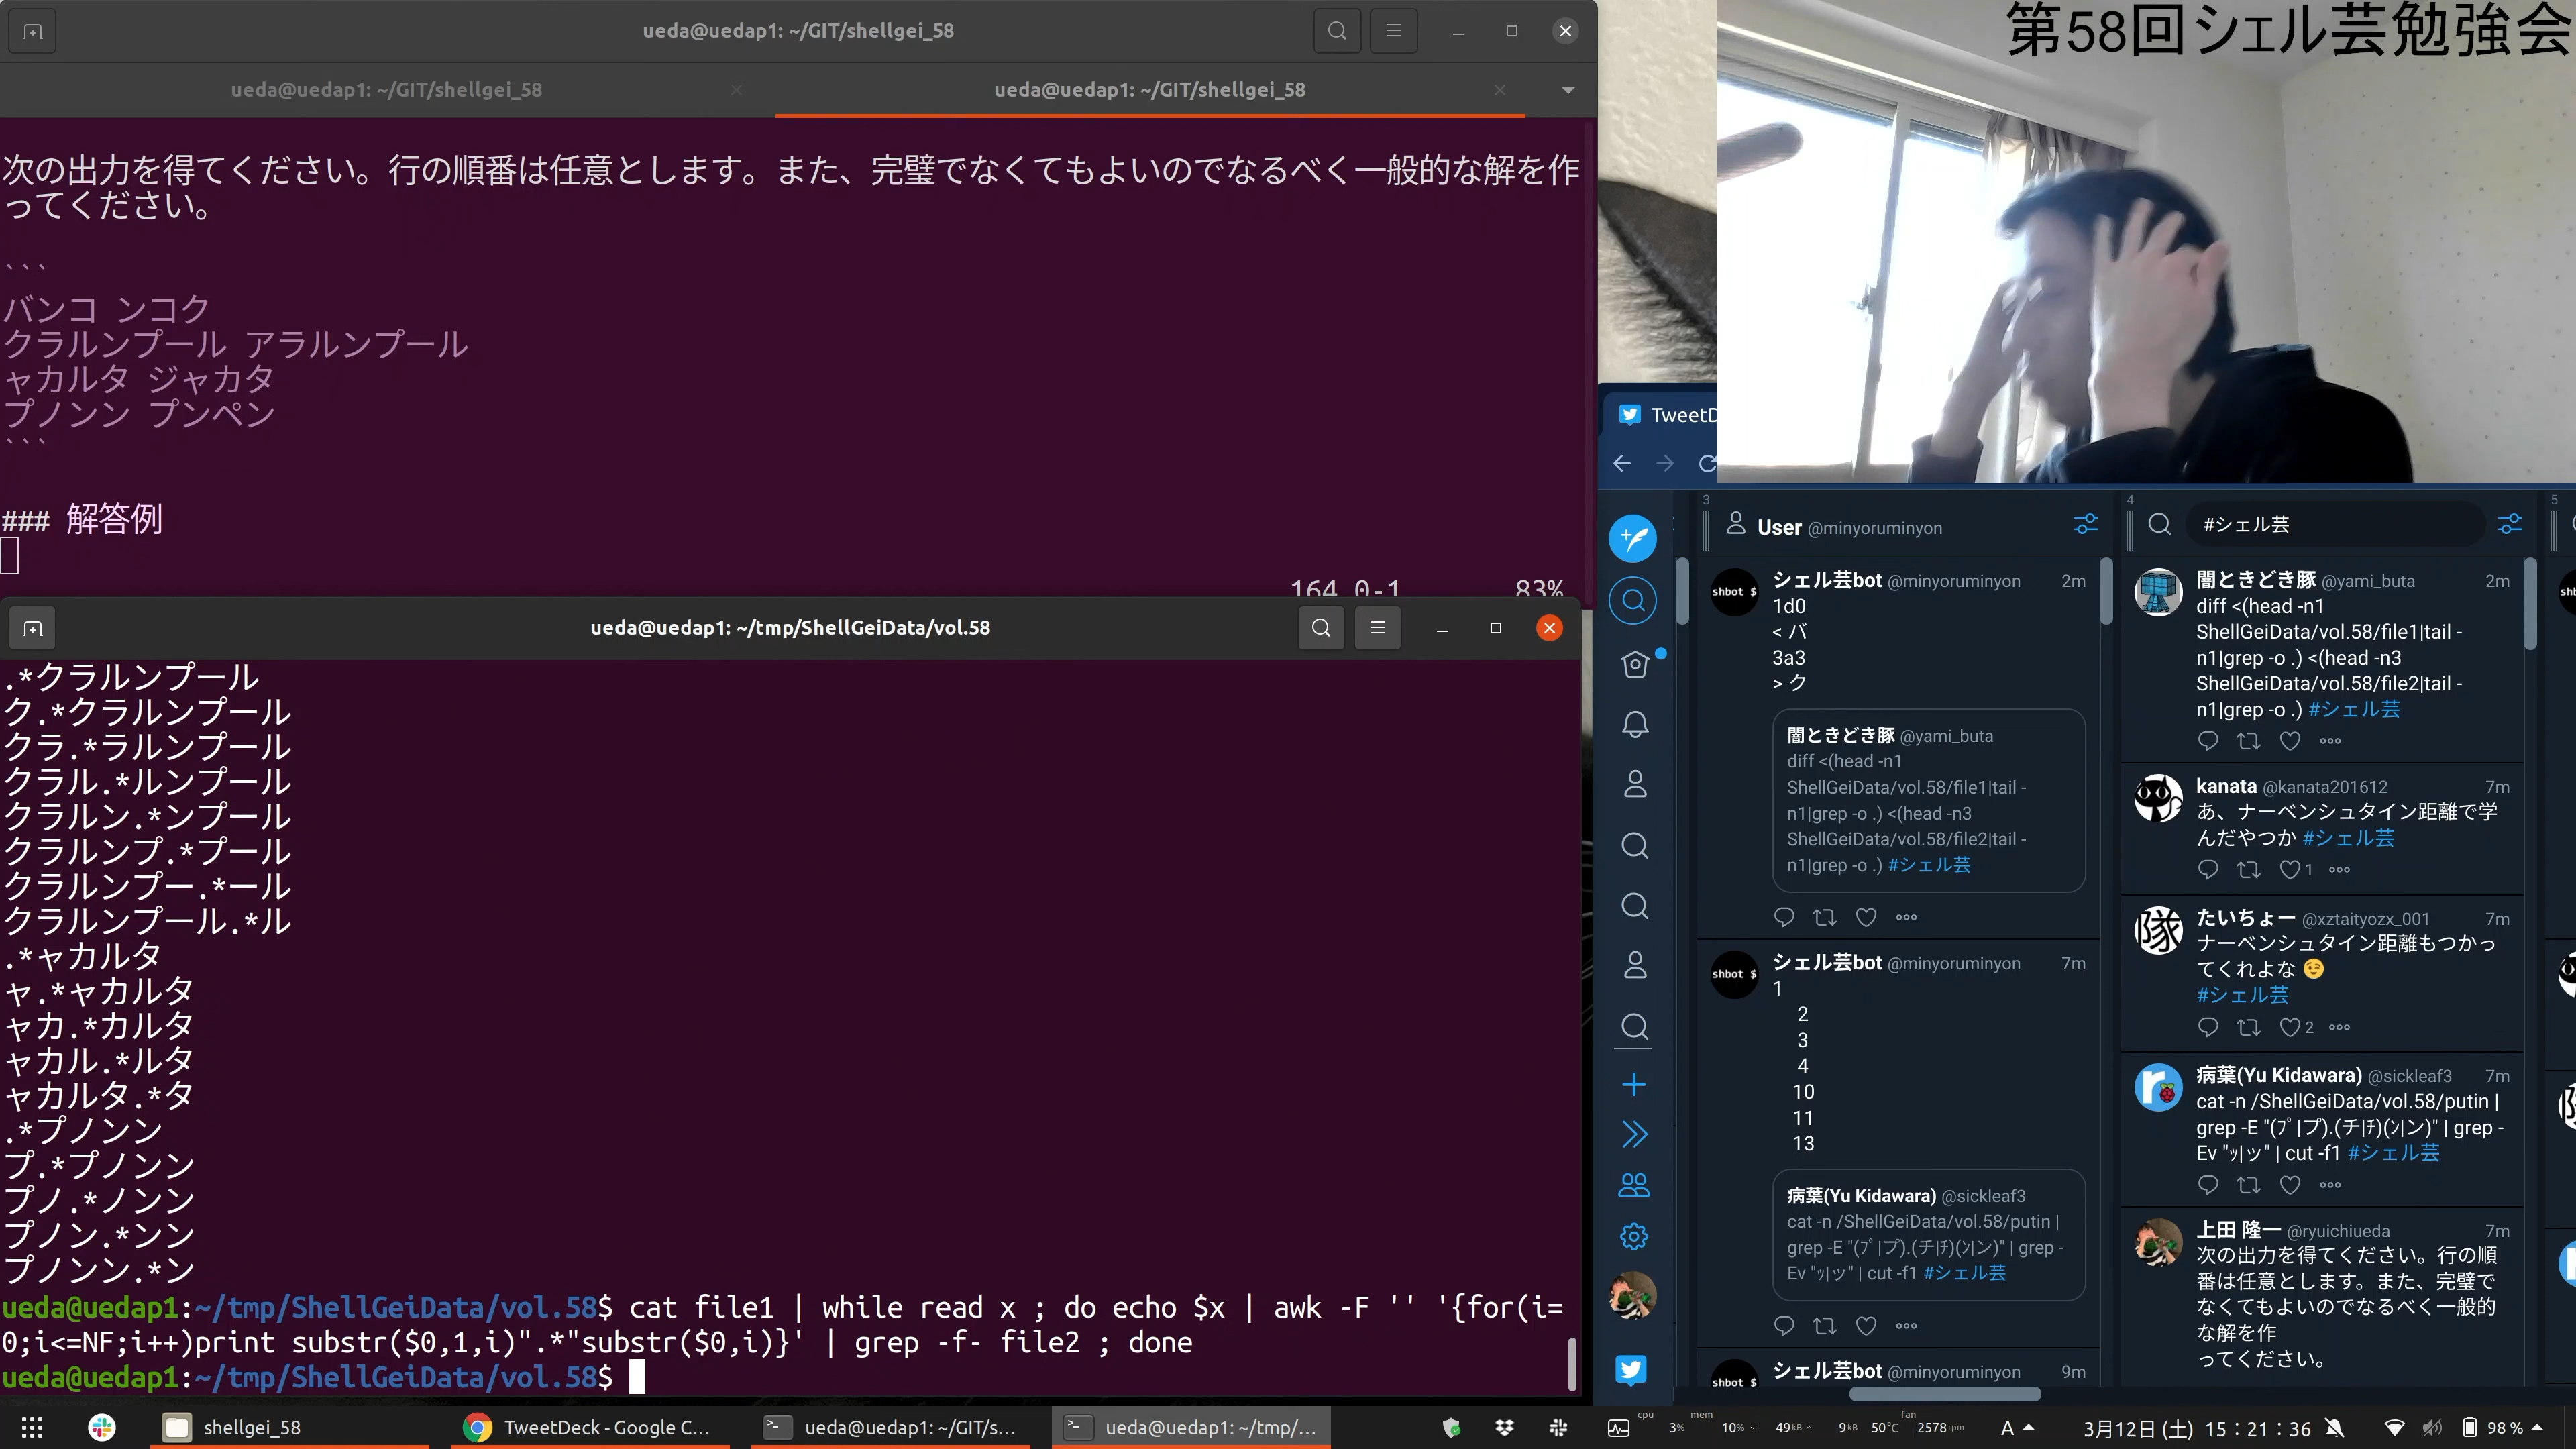 ueda@uedap1: ~/GIT/shellgei_58
ueda@uedap1: ~/GIT/shellgei_58
ueda@uedap1: ~/GIT/shellgei_58
次の出力を得てください。行の順番は任意とします。また、完璧でなくてもよいのでなるべく一般的な解を作
ってください。
```
バンコ ンコク
クラルンプール アラルンプール
ャカルタ ジャカタ
プノンン プンペン
```
### 解答例
164,0-1 83%
ueda@uedap1: ~/tmp/ShellGeiData/vol.58
.*クラルンプール
ク.*クラルンプール
クラ.*ラルンプール
クラル.*ルンプール
クラルン.*ンプール
クラルンプ.*プール
クラルンプー.*ール
クラルンプール.*ル
.*ャカルタ
ャ.*ャカルタ
ャカ.*カルタ
ャカル.*ルタ
ャカルタ.*タ
.*プノンン
プ.*プノンン
プノ.*ノンン
プノン.*ンン
プノンン.*ン
ueda@uedap1:~/tmp/ShellGeiData/vol.58$ cat file1 | while read x ; do echo $x | awk -F '' '{for(i=
0;i<=NF;i++)print substr($0,1,i)".*"substr($0,i)}' | grep -f- file2 ; done
ueda@uedap1:~/tmp/ShellGeiData/vol.58$
第58回シェル芸勉強会
TweetD
3
User @minyoruminyon
シェル芸bot @minyoruminyon 2m
1d0
< バ
3a3
> ク
闇ときどき豚 @yami_buta
diff <(head -n1
ShellGeiData/vol.58/file1|tail -
n1|grep -o .) <(head -n3
ShellGeiData/vol.58/file2|tail -
n1|grep -o .) #シェル芸
shbot $
シェル芸bot @minyoruminyon 7m
1
2
3
4
10
11
13
shbot $
病葉(Yu Kidawara) @sickleaf3
cat -n /ShellGeiData/vol.58/putin |
grep -E "(ﾌﾟ|プ).(チ|ﾁ)(ﾝ|ン)" | grep -
Ev "ｯ|ッ" | cut -f1 #シェル芸
シェル芸bot @minyoruminyon 9m
shbot $
4
#シェル芸
闇ときどき豚 @yami_buta 2m
diff <(head -n1
ShellGeiData/vol.58/file1|tail -
n1|grep -o .) <(head -n3
ShellGeiData/vol.58/file2|tail -
n1|grep -o .) #シェル芸
kanata @kanata201612 7m
あ、ナーベンシュタイン距離で学
んだやつか #シェル芸
1
たいちょー @xztaityozx_001 7m
ナーベンシュタイン距離もつかっ
てくれよな 😉
#シェル芸
2
隊
病葉(Yu Kidawara) @sickleaf3 7m
cat -n /ShellGeiData/vol.58/putin |
grep -E "(ﾌﾟ|プ).(チ|ﾁ)(ﾝ|ン)" | grep -
Ev "ｯ|ッ" | cut -f1 #シェル芸
上田 隆一 @ryuichiueda 7m
次の出力を得てください。行の順
番は任意とします。また、完璧で
なくてもよいのでなるべく一般的
な解を作
ってください。
5
shellgei_58
TweetDeck - Google C...
ueda@uedap1: ~/GIT/s...
ueda@uedap1: ~/tmp/...
cpu 3% mem 10% 49kB 9kB 50°C fan 2578rpm
A 3月12日 (土) 15：21：36 98 %